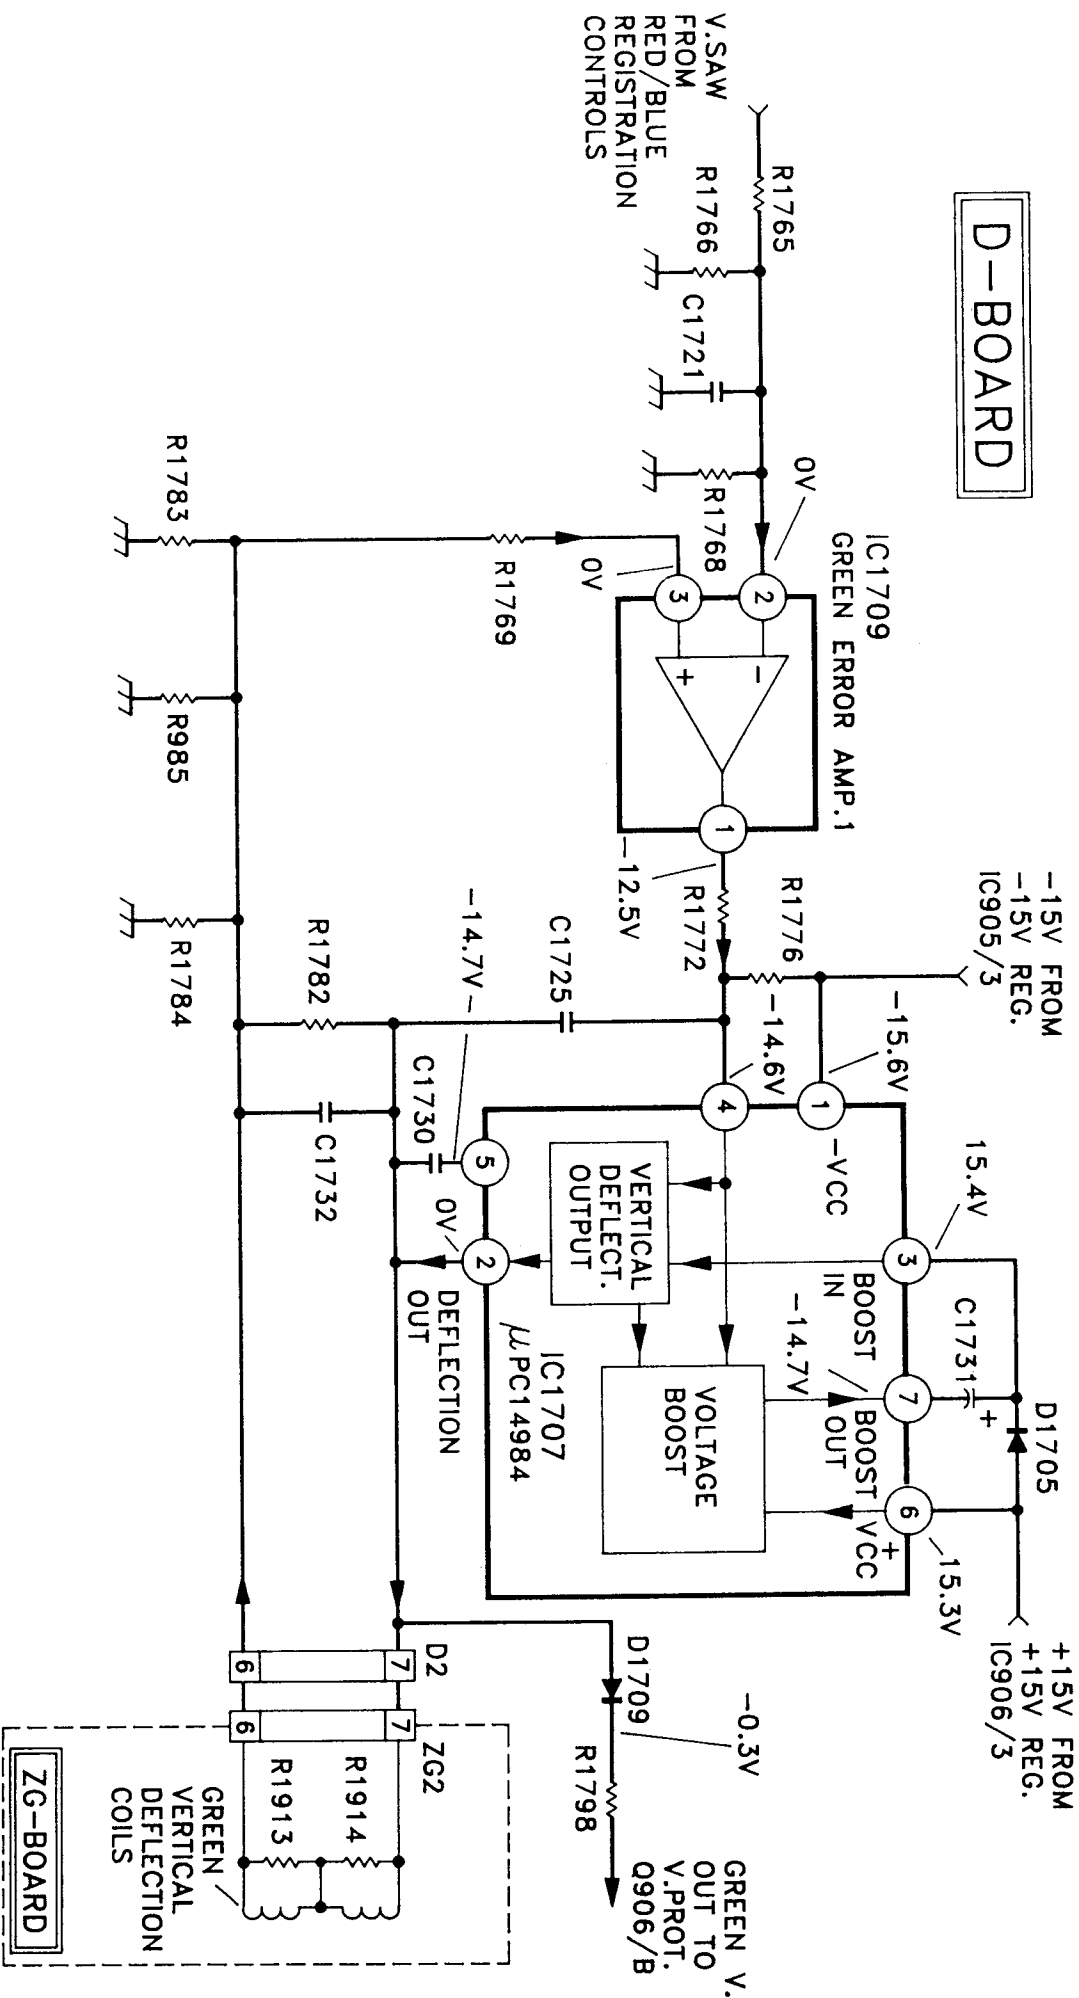 D-BOARD
V.SAW
FROM
RED/BLUE
REGISTRATION
CONTROLS
R1765
R1766
C1721
R1768
0V
IC1709
GREEN ERROR AMP.1
2
3
-
+
1
0V
R1769
R1783
R985
R1784
-12.5V
R1772
R1776
-15V FROM
-15V REG.
IC905/3
-15.6V
-14.6V
C1725
-14.7V
R1782
C1730
C1732
4
1
-VCC
5
2
0V
VERTICAL
DEFLECT.
OUTPUT
DEFLECTION
OUT
IC1707
μPC14984
15.4V
3
BOOST
IN
C1731
+
D1705
-14.7V
7
BOOST
OUT
VOLTAGE
BOOST
6
VCC
+
15.3V
+15V FROM
+15V REG.
IC906/3
D1709
-0.3V
R1798
GREEN V.
OUT TO
V.PROT.
Q906/B
D2
7
6
ZG2
7
6
R1914
R1913
GREEN
VERTICAL
DEFLECTION
COILS
ZG-BOARD